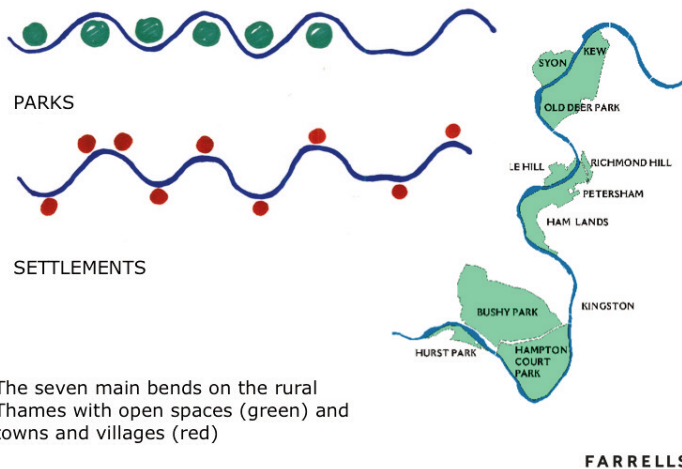 PARKS
SETTLEMENTS
The seven main bends on the rural
Thames with open spaces (green) and
towns and villages (red)
SYON
KEW
OLD DEER PARK
LE HILL
RICHMOND HILL
PETERSHAM
HAM LANDS
KINGSTON
BUSHY PARK
HURST PARK
HAMPTON
COURT
PARK
FARRELLS